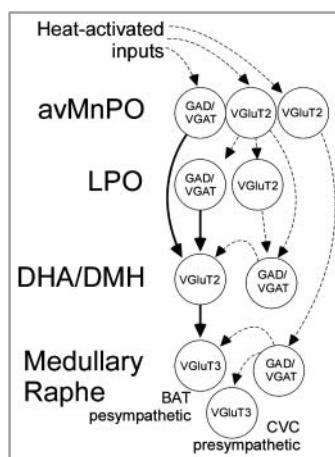 Heat-activated
inputs
avMnPO
GAD/
VGAT
VGluT2
VGluT2
LPO
GAD/
VGAT
VGluT2
DHA/DMH
VGluT2
GAD/
VGAT
Medullary
Raphe
VGluT3
GAD/
VGAT
BAT
pesympathetic
VGluT3
CVC
presympathetic